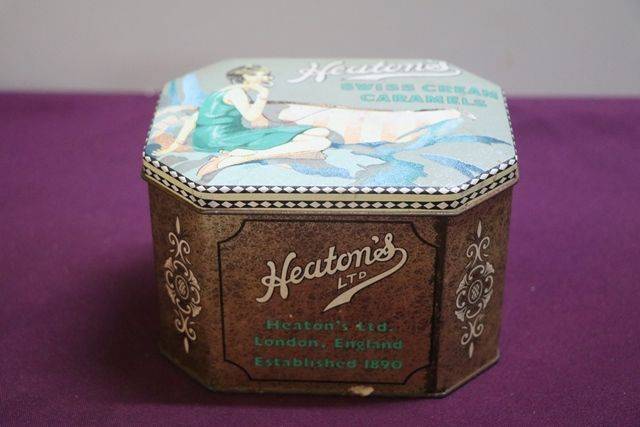 Heaton's
SWISS CREAM
CARAMELS
Heaton's
LTD
Heaton's Ltd.
London, England
Established 1890